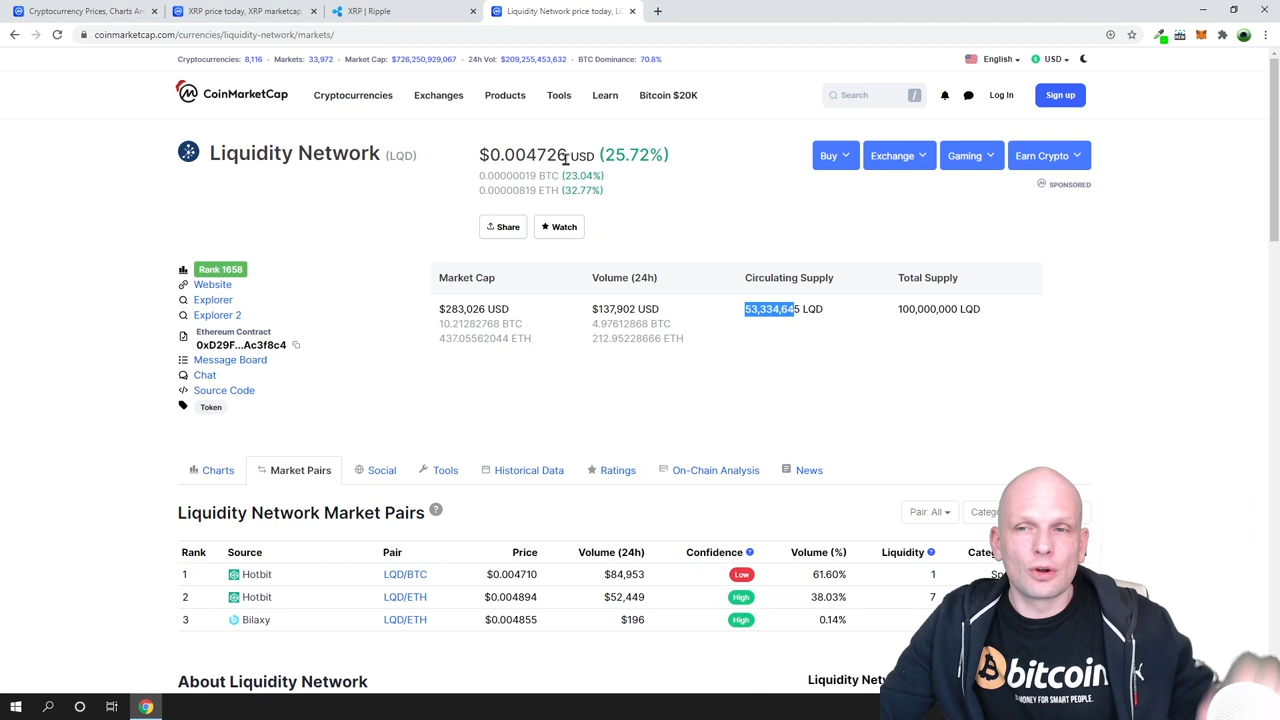 Cryptocurrency Prices, Charts An
XRP price today, XRP marketcap,
XRP | Ripple
Liquidity Network price today, LQ
coinmarketcap.com/currencies/liquidity-network/markets/
Cryptocurrencies: 8,116 Markets: 33,972 Market Cap: $726,250,929,067 24h Vol: $209,255,453,632 BTC Dominance: 70.8%
English
USD
CoinMarketCap
Cryptocurrencies Exchanges Products Tools Learn Bitcoin $20K
Search /
Log In
Sign up
Liquidity Network (LQD)
$0.004726 USD (25.72%)
0.00000019 BTC (23.04%)
0.00000819 ETH (32.77%)
Share Watch
Buy Exchange Gaming Earn Crypto
SPONSORED
Rank 1658
Website
Explorer
Explorer 2
Ethereum Contract
0xD29F...Ac3f8c4
Message Board
Chat
Source Code
Token
Market Cap Volume (24h) Circulating Supply Total Supply
$283,026 USD $137,902 USD 53,334,645 LQD 100,000,000 LQD
10.21282768 BTC 4.97612868 BTC
437.05562044 ETH 212.95228666 ETH
Charts Market Pairs Social Tools Historical Data Ratings On-Chain Analysis News
Liquidity Network Market Pairs ?
Pair: All
Rank Source Pair Price Volume (24h) Confidence ? Volume (%) Liquidity ?
1 Hotbit LQD/BTC $0.004710 $84,953 Low 61.60% 1
2 Hotbit LQD/ETH $0.004894 $52,449 High 38.03% 7
3 Bilaxy LQD/ETH $0.004855 $196 High 0.14%
About Liquidity Network
Liquidity
bitcoin
MONEY FOR SMART PEOPLE.